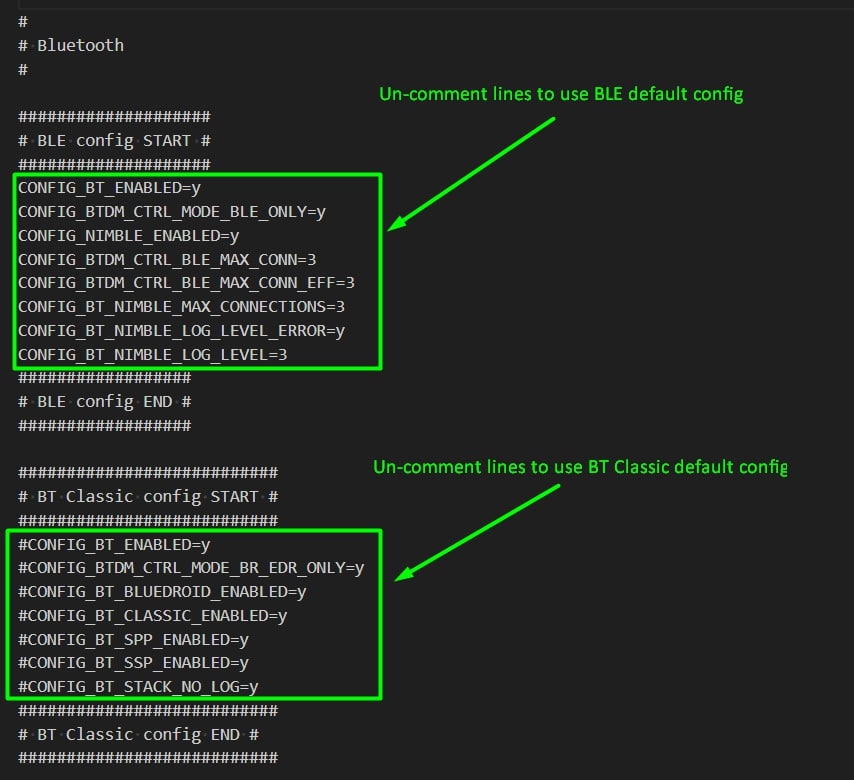 #
# Bluetooth
#
Un-comment lines to use BLE default config
####################
# BLE config START #
####################
CONFIG_BT_ENABLED=y
CONFIG_BTDM_CTRL_MODE_BLE_ONLY=y
CONFIG_NIMBLE_ENABLED=y
CONFIG_BTDM_CTRL_BLE_MAX_CONN=3
CONFIG_BTDM_CTRL_BLE_MAX_CONN_EFF=3
CONFIG_BT_NIMBLE_MAX_CONNECTIONS=3
CONFIG_BT_NIMBLE_LOG_LEVEL_ERROR=y
CONFIG_BT_NIMBLE_LOG_LEVEL=3
##################
# BLE config END #
##################
Un-comment lines to use BT Classic default config
###########################
# BT Classic config START #
###########################
#CONFIG_BT_ENABLED=y
#CONFIG_BTDM_CTRL_MODE_BR_EDR_ONLY=y
#CONFIG_BT_BLUEDROID_ENABLED=y
#CONFIG_BT_CLASSIC_ENABLED=y
#CONFIG_BT_SPP_ENABLED=y
#CONFIG_BT_SSP_ENABLED=y
#CONFIG_BT_STACK_NO_LOG=y
###########################
# BT Classic config END #
###########################